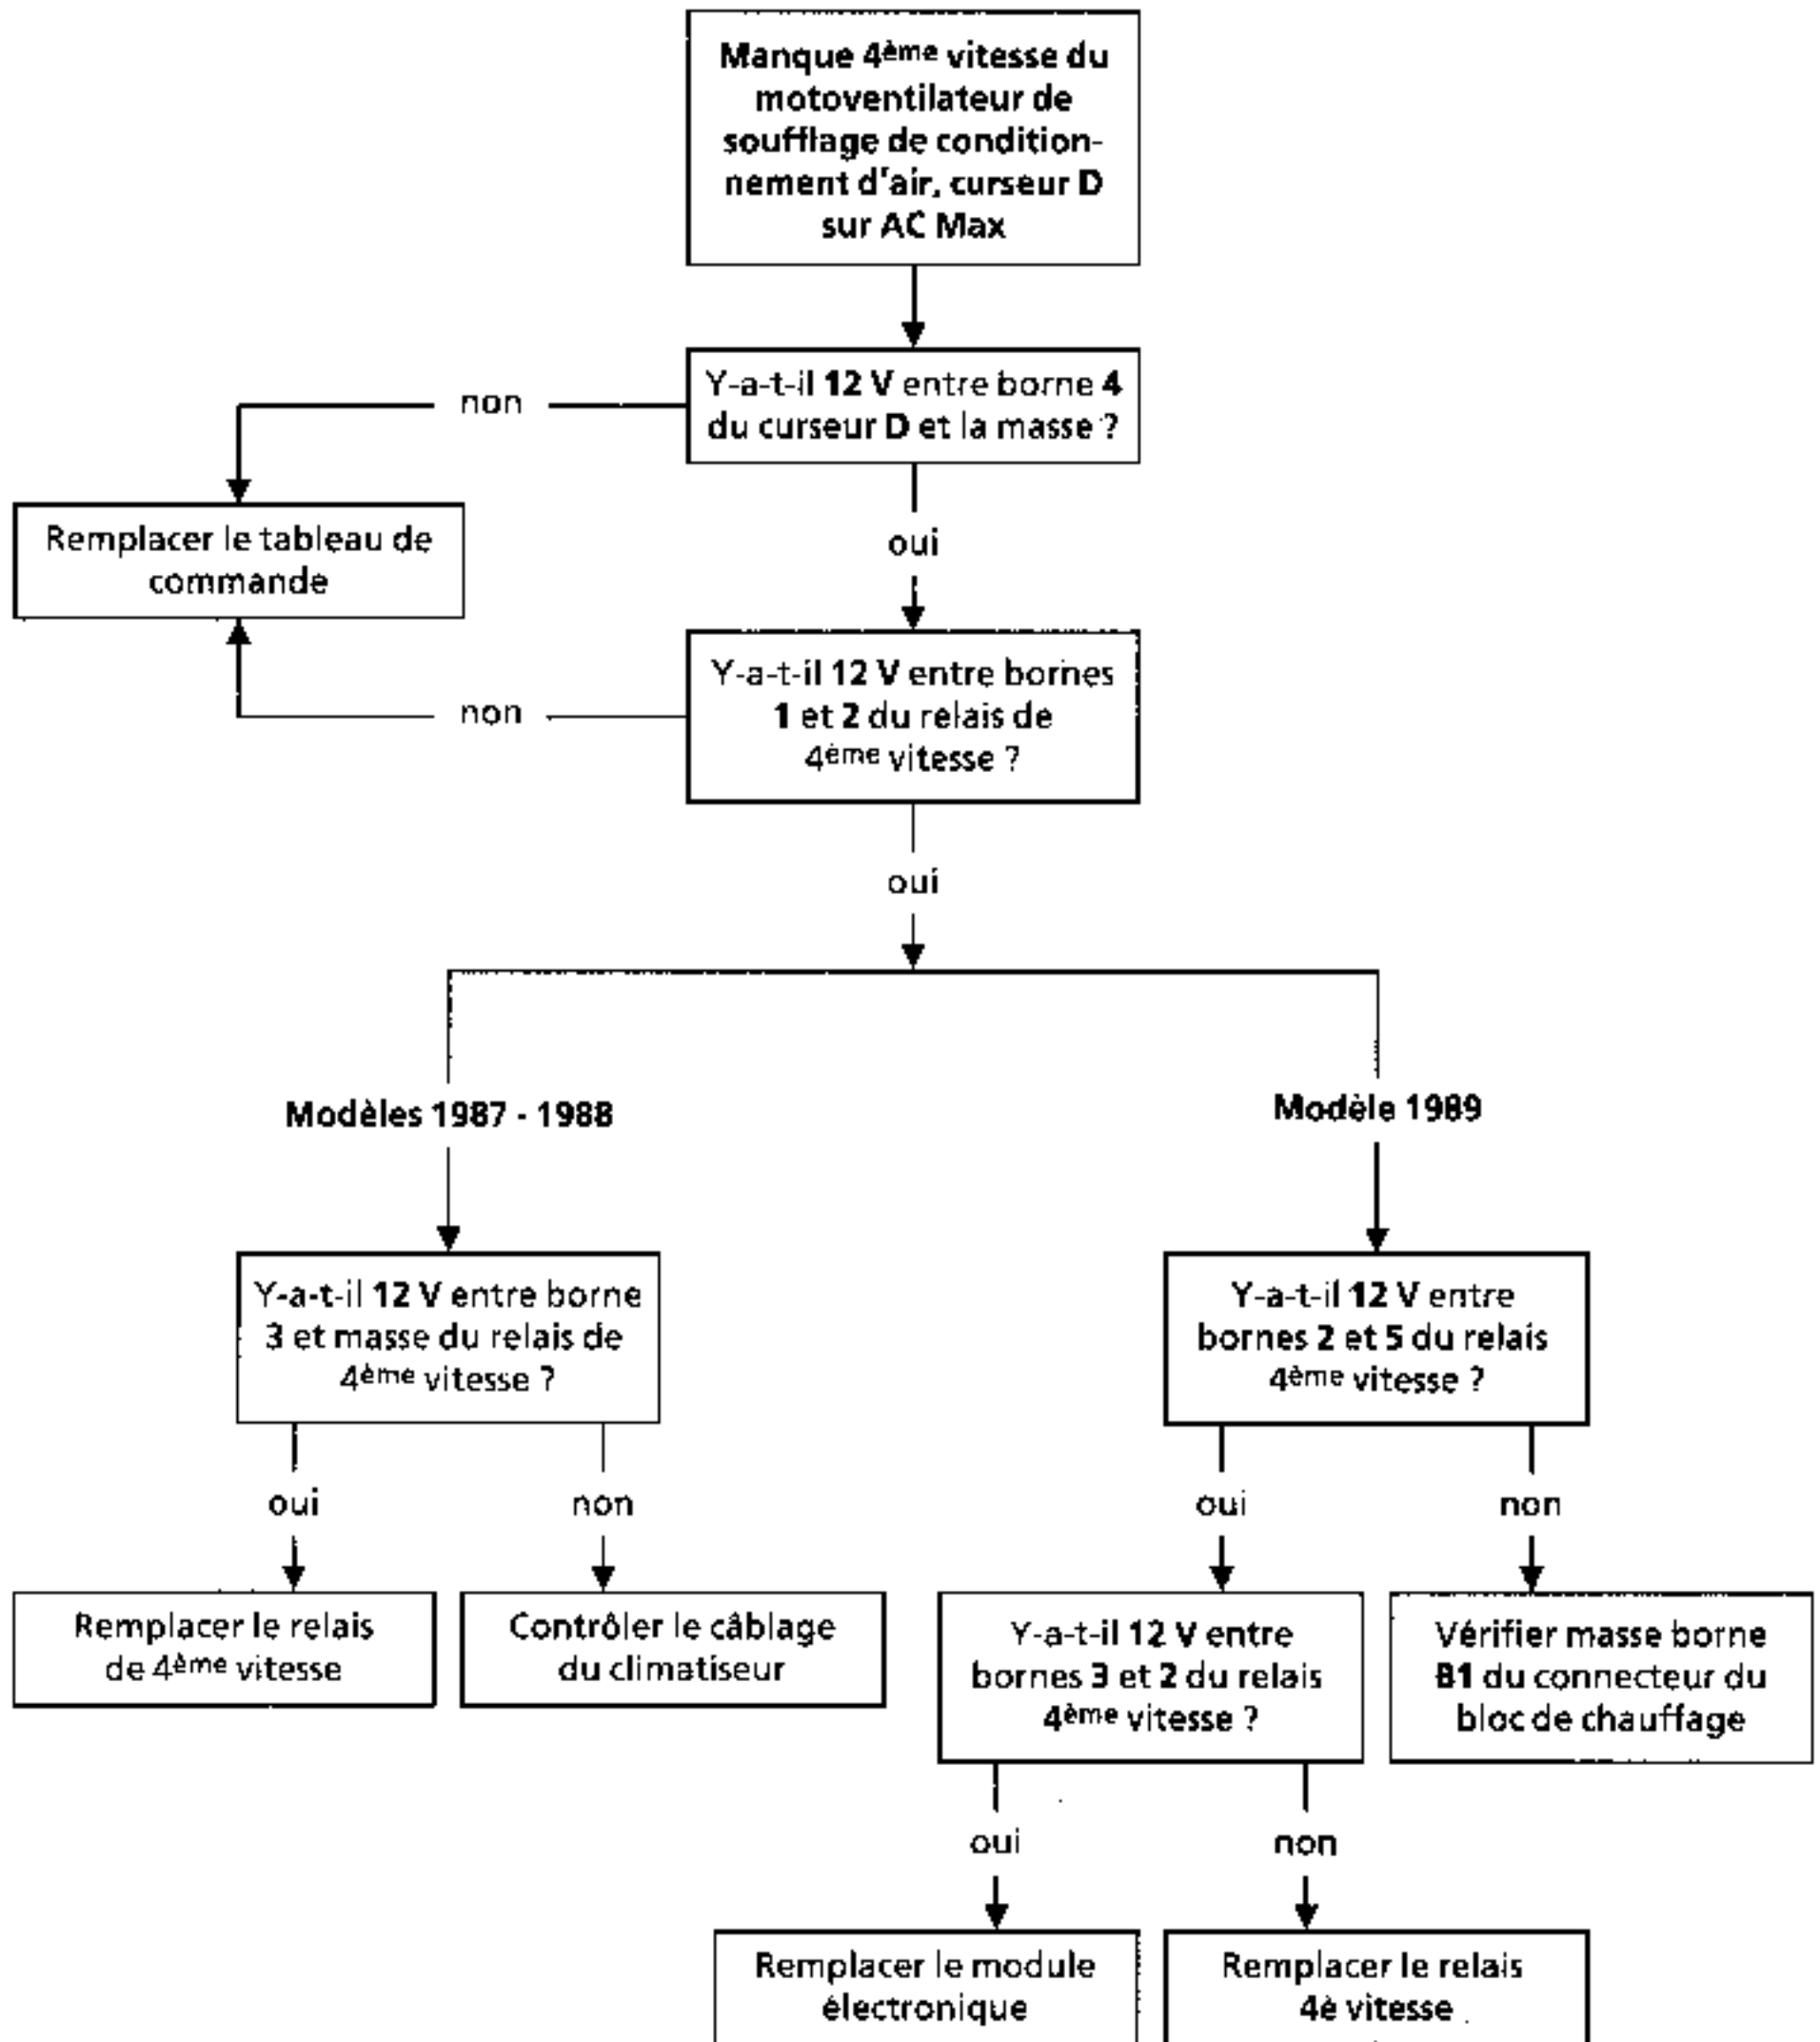 Manque 4ème vitesse du
motoventilateur de
soufflage de condition-
nement d'air, curseur D
sur AC Max
Y-a-t-il 12 V entre borne 4
du curseur D et la masse ?
non
Remplacer le tableau de
commande
oui
Y-a-t-il 12 V entre bornes
1 et 2 du relais de
4ème vitesse ?
non
oui
Modèles 1987 - 1988
Modèle 1989
Y-a-t-il 12 V entre borne
3 et masse du relais de
4ème vitesse ?
Y-a-t-il 12 V entre
bornes 2 et 5 du relais
4ème vitesse ?
oui
non
oui
non
Remplacer le relais
de 4ème vitesse
Contrôler le câblage
du climatiseur
Y-a-t-il 12 V entre
bornes 3 et 2 du relais
4ème vitesse ?
Vérifier masse borne
B1 du connecteur du
bloc de chauffage
oui
non
Remplacer le module
électronique
Remplacer le relais
4è vitesse